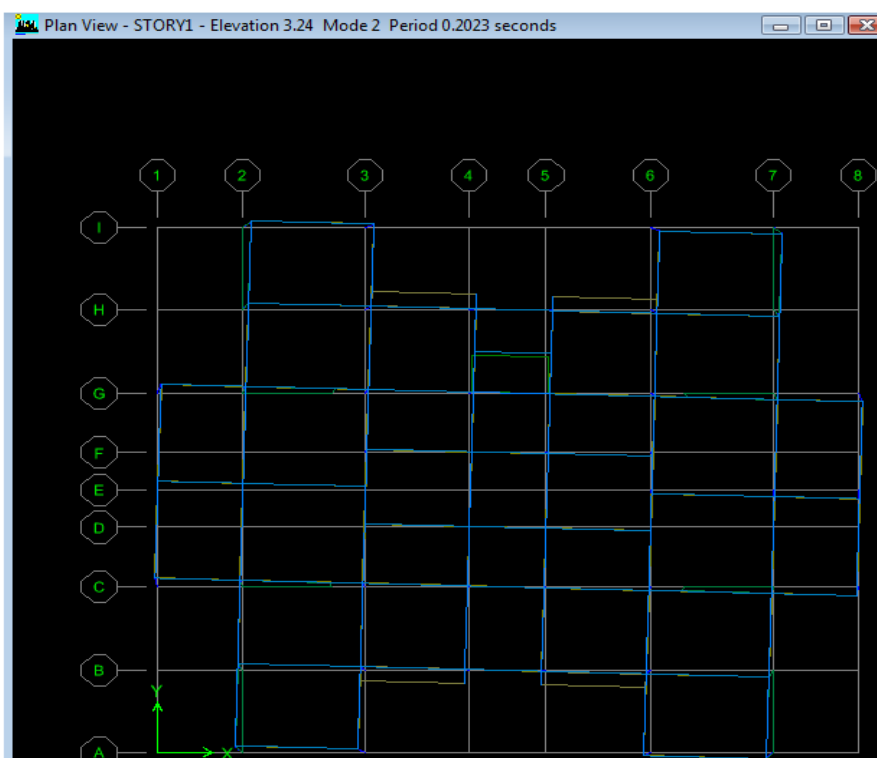 Plan View - STORY1 - Elevation 3.24 Mode 2 Period 0.2023 seconds
1 2 3 4 5 6 7 8
I
H
G
F
E
D
C
B
Y
A
X